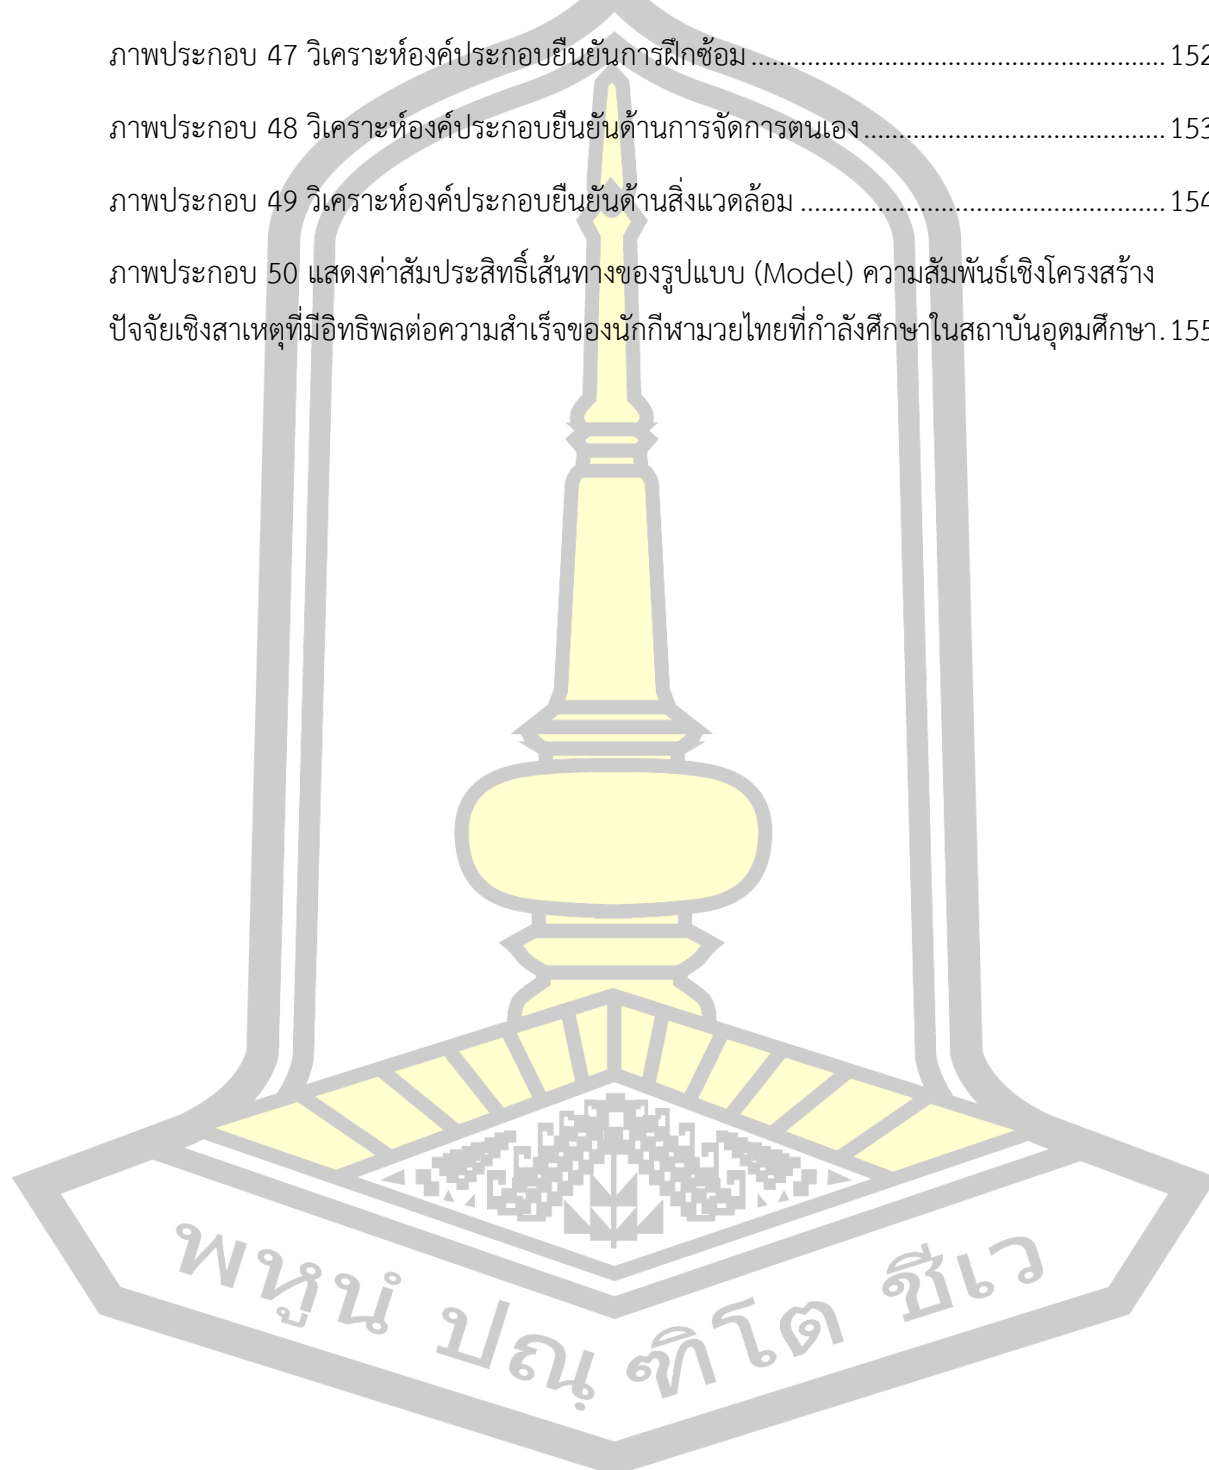 ภาพประกอบ 47 วิเคราะห์องค์ประกอบยืนยันการฝึกซ้อม ............................................................ 152
ภาพประกอบ 48 วิเคราะห์องค์ประกอบยืนยันด้านการจัดการตนเอง ............................................ 153
ภาพประกอบ 49 วิเคราะห์องค์ประกอบยืนยันด้านสิ่งแวดล้อม ..................................................... 154
ภาพประกอบ 50 แสดงค่าสัมประสิทธิ์เส้นทางของรูปแบบ (Model) ความสัมพันธ์เชิงโครงสร้าง
ปัจจัยเชิงสาเหตุที่มีอิทธิพลต่อความสำเร็จของนักกีฬามวยไทยที่กำลังศึกษาในสถาบันอุดมศึกษา. 155
พหูนํ ปณฺฑิโต ชีเว